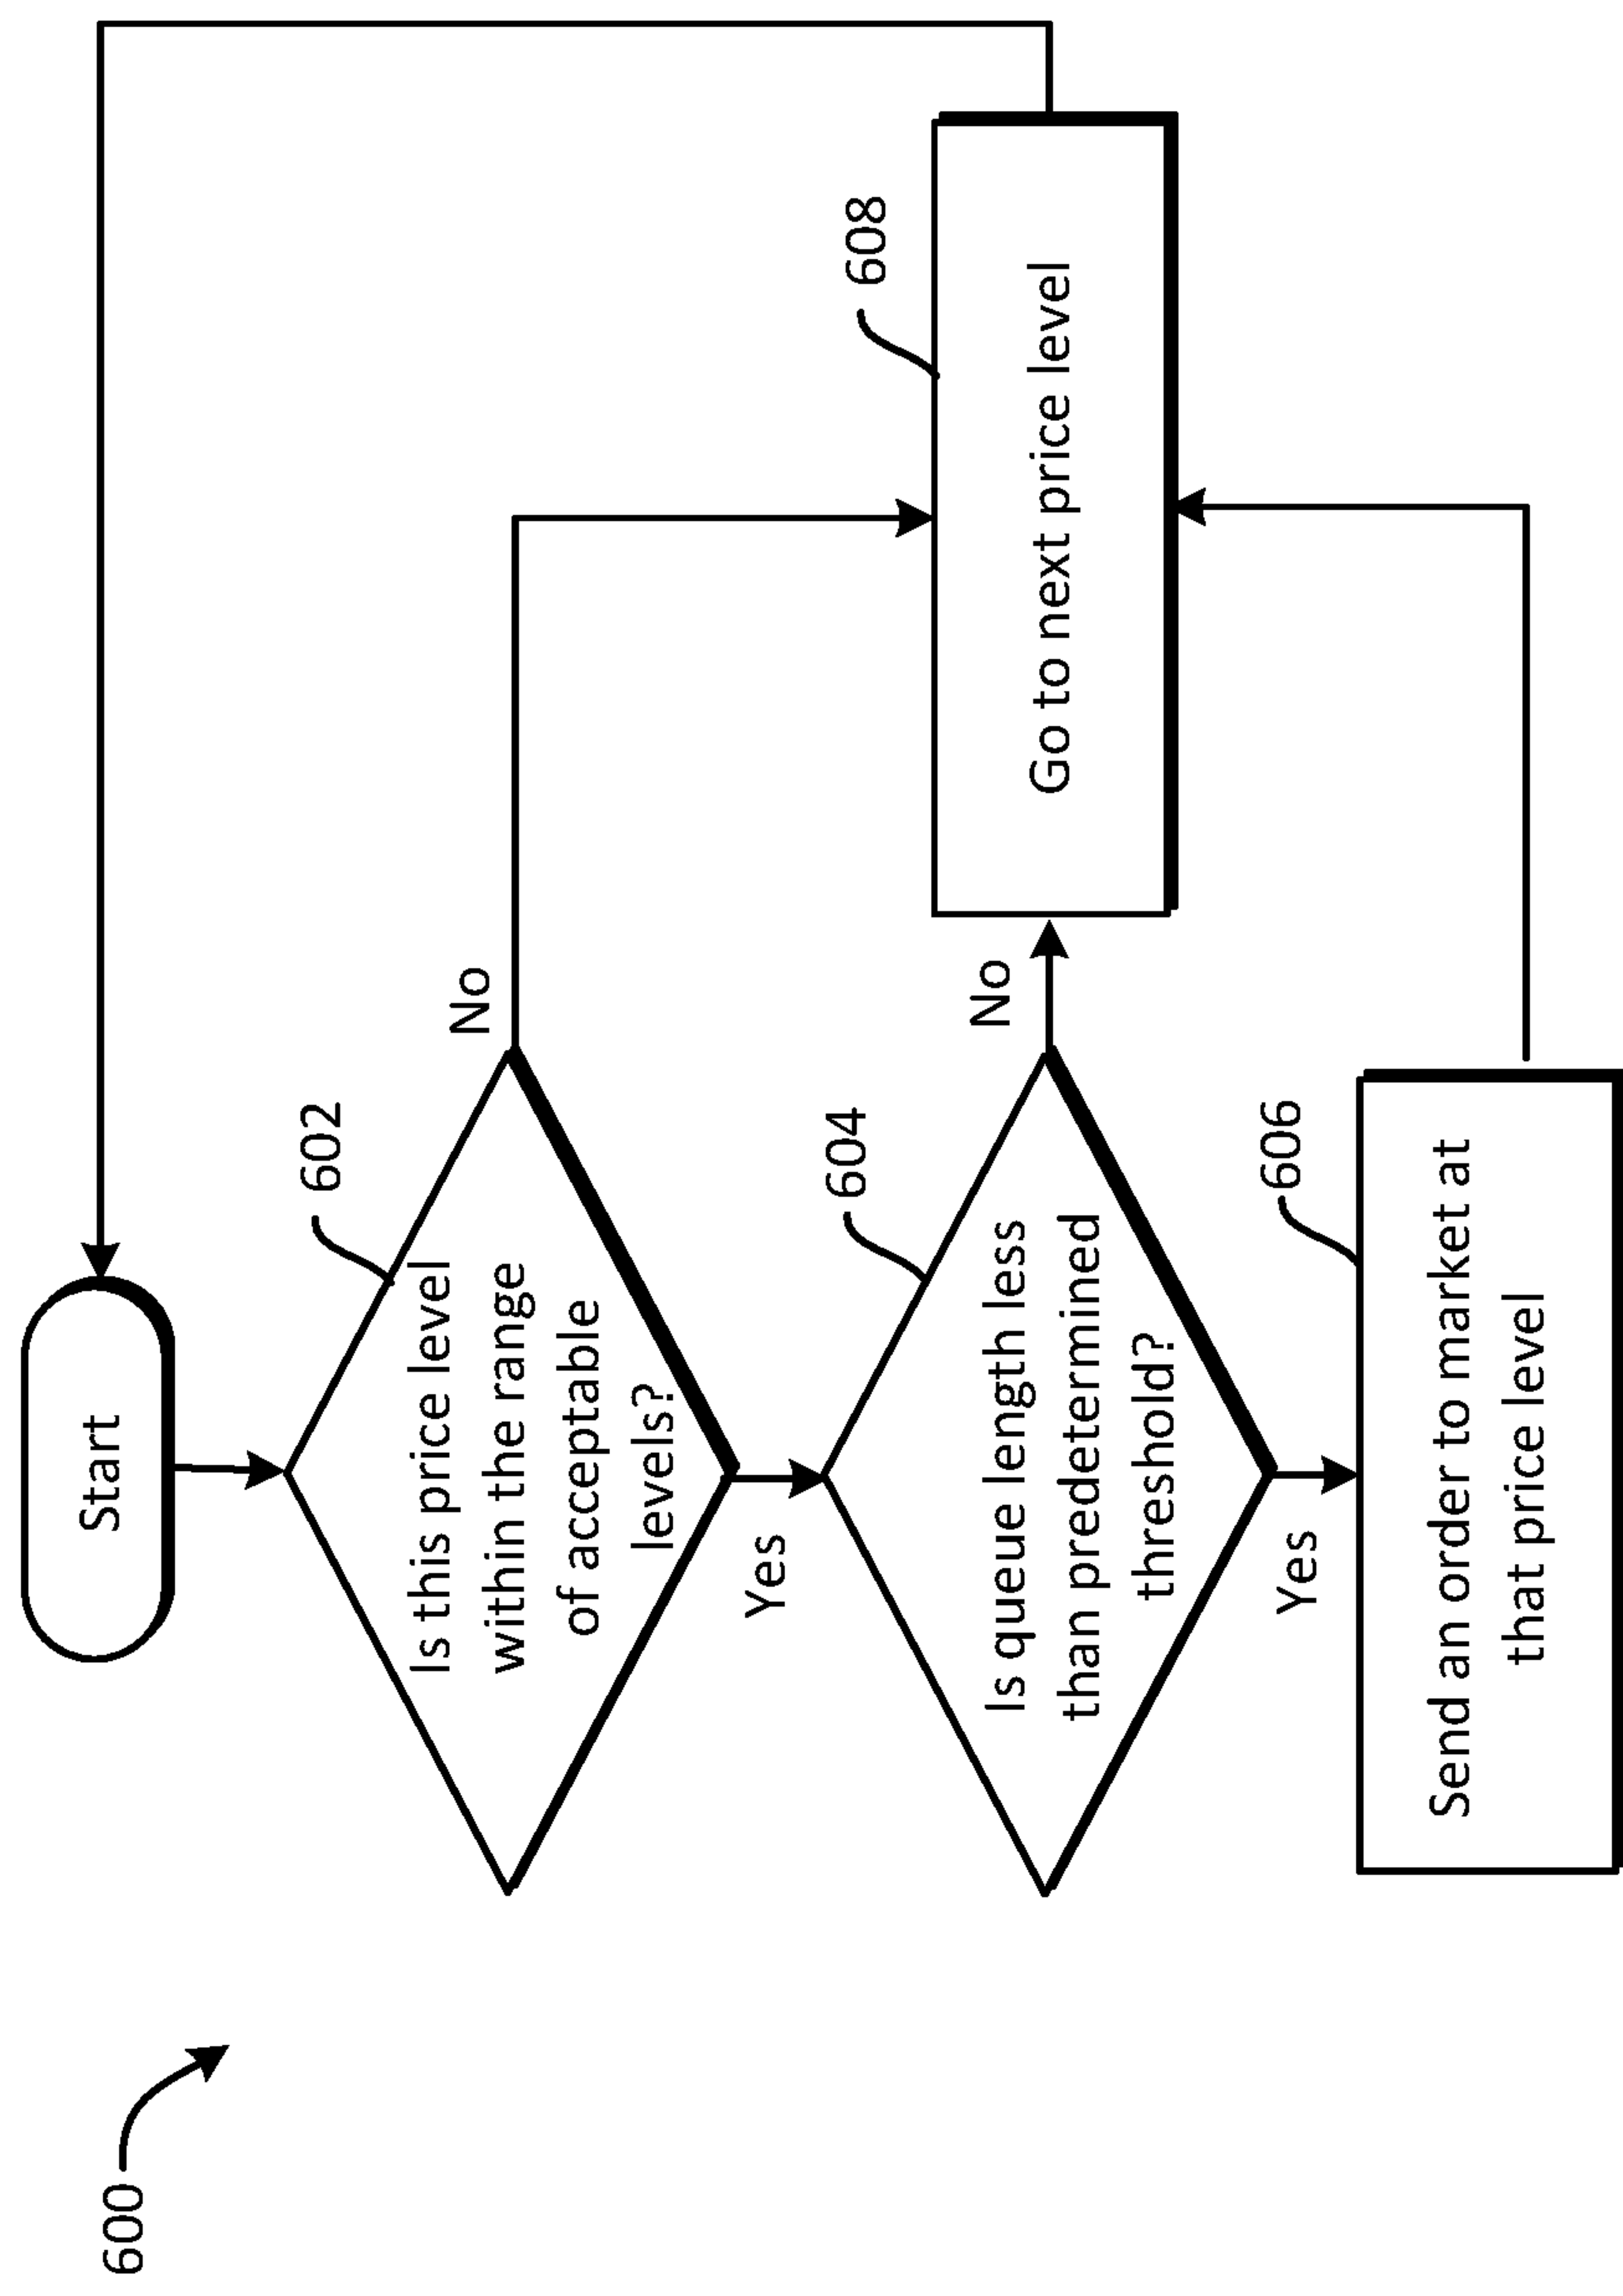 600
Start
602
Is this price level
within the range
of acceptable
levels?
No
Yes
604
Is queue length less
than predetermined
threshold?
No
608
Go to next price level
Yes
606
Send an order to market at
that price level